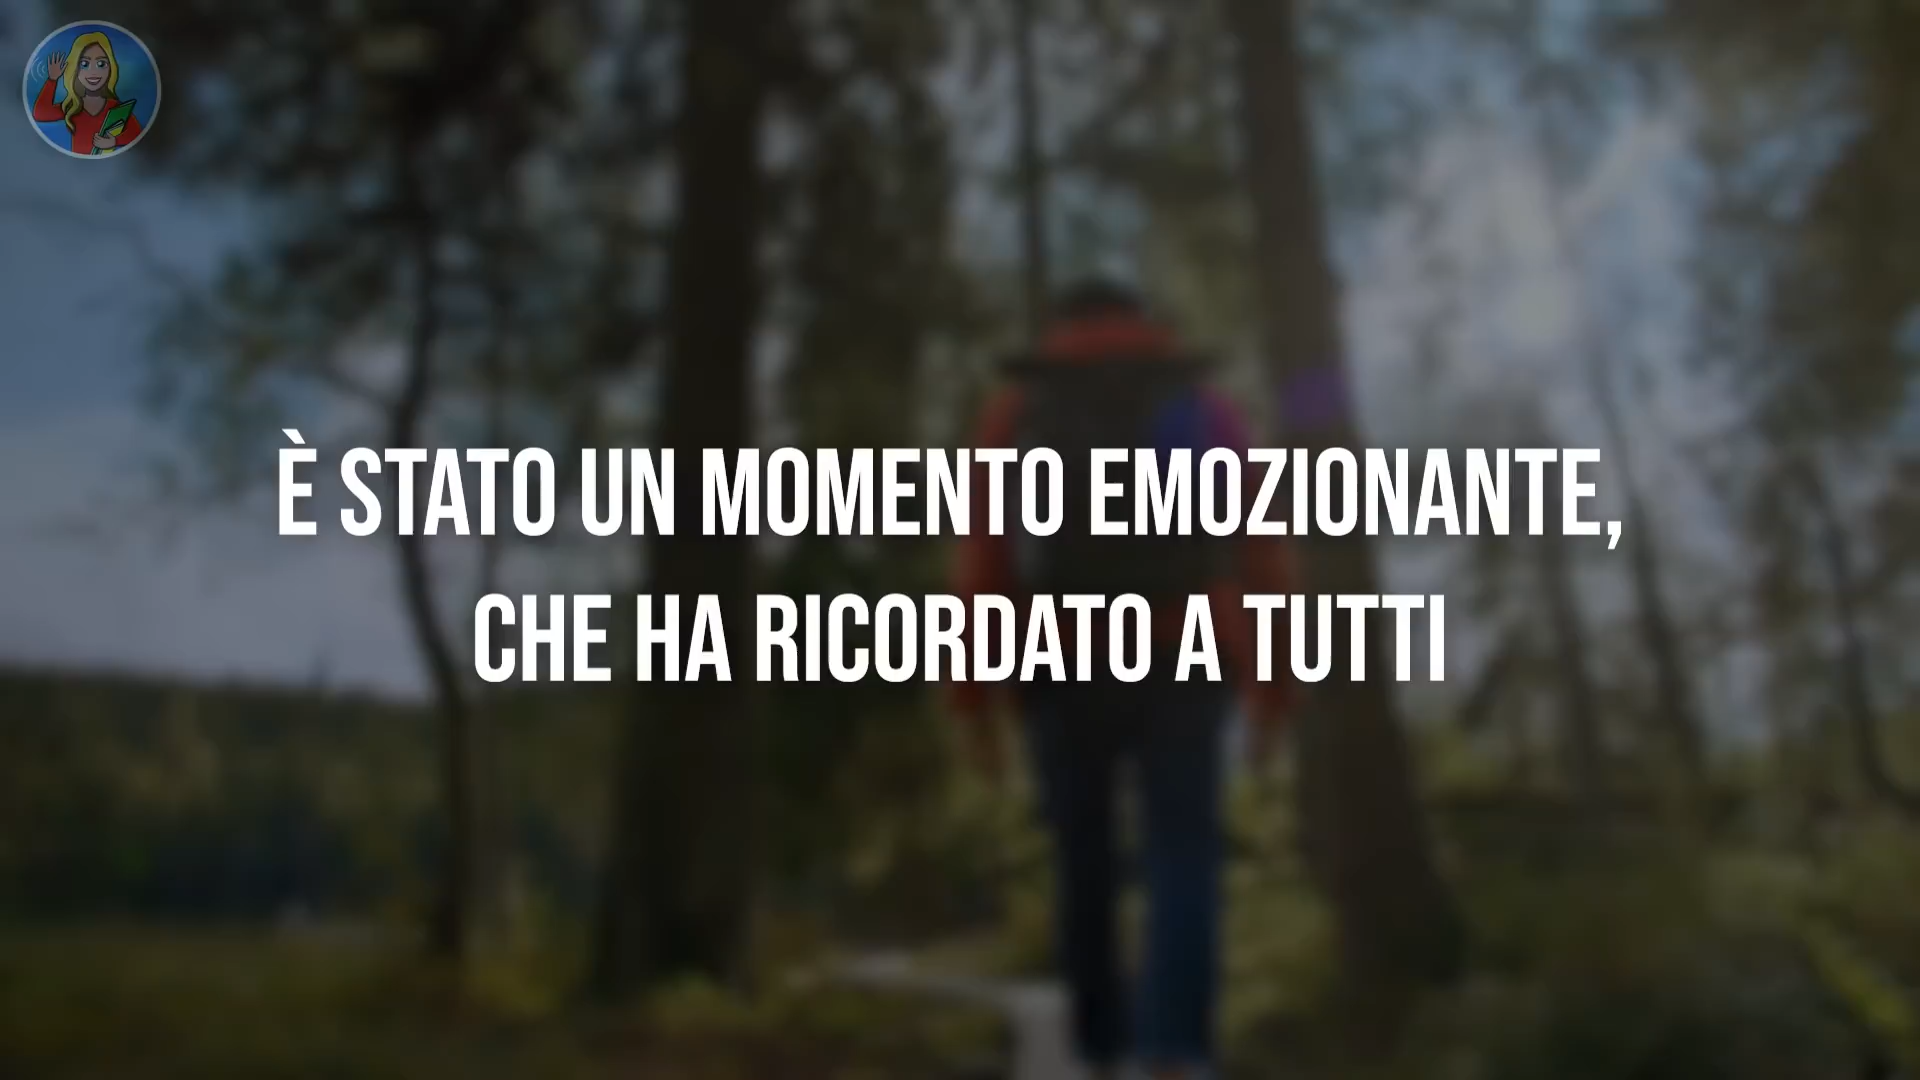 È STATO UN MOMENTO EMOZIONANTE,
CHE HA RICORDATO A TUTTI